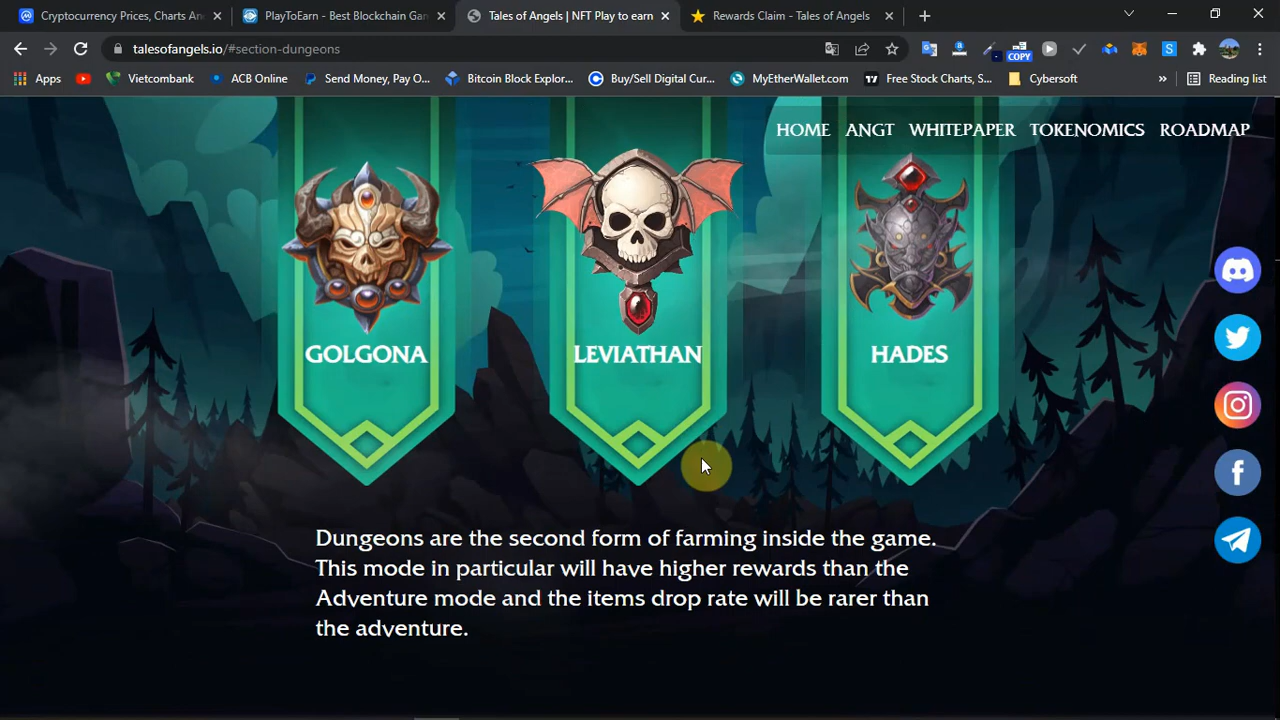 Cryptocurrency Prices, Charts An
PlayToEarn - Best Blockchain Gan
Tales of Angels | NFT Play to earn
Rewards Claim - Tales of Angels
talesofangels.io/#section-dungeons
COPY
Apps
Vietcombank
ACB Online
Send Money, Pay O...
Bitcoin Block Explor...
Buy/Sell Digital Cur...
MyEtherWallet.com
Free Stock Charts, S...
Cybersoft
»
Reading list
HOME
ANGT
WHITEPAPER
TOKENOMICS
ROADMAP
GOLGONA
LEVIATHAN
HADES
Dungeons are the second form of farming inside the game.
This mode in particular will have higher rewards than the
Adventure mode and the items drop rate will be rarer than
the adventure.